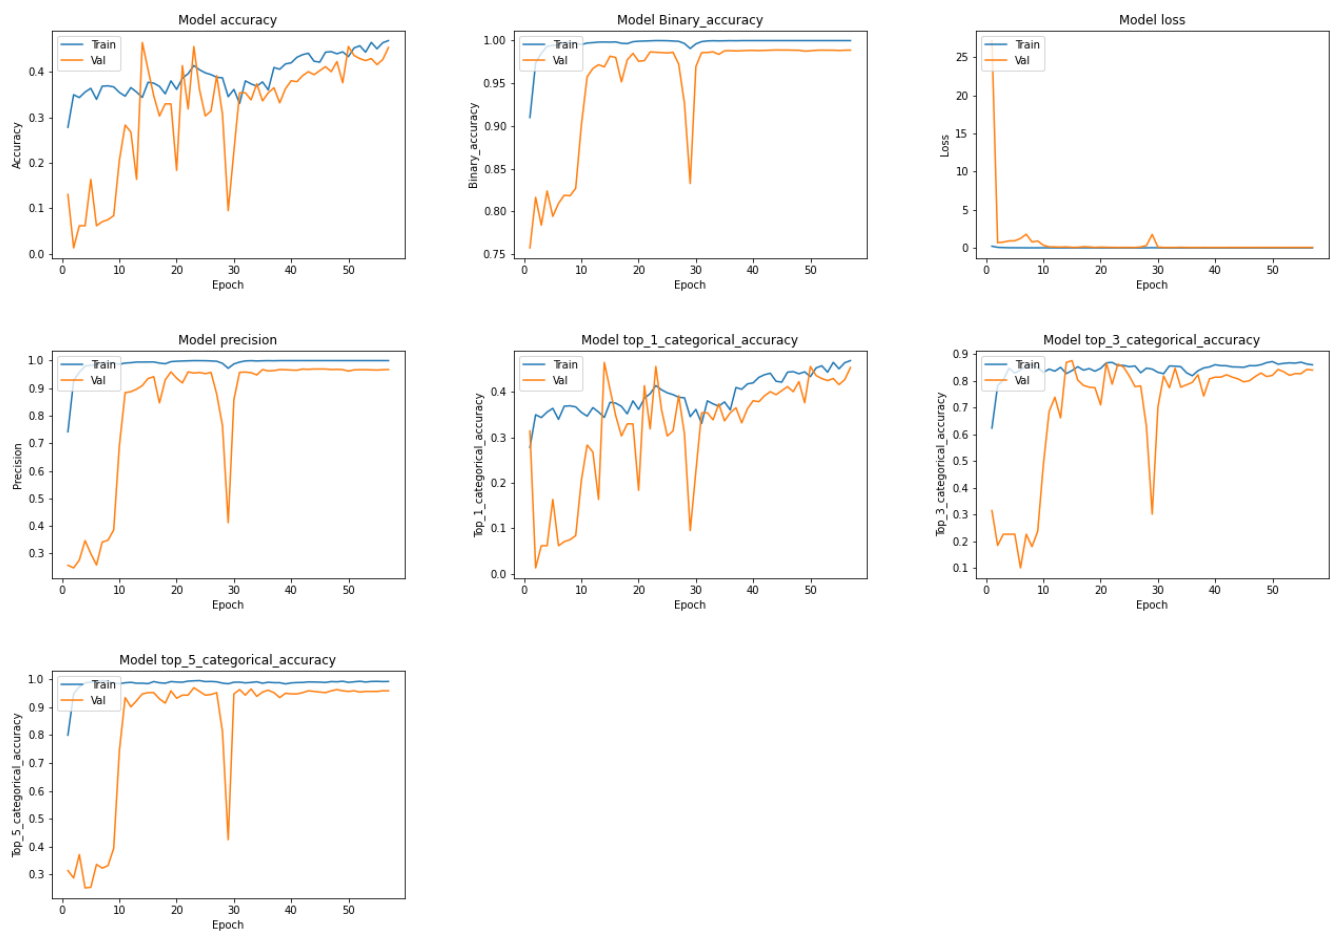 Model accuracy
Train
Val
Accuracy
0.4
0.3
0.2
0.1
0.0
0 10 20 30 40 50
Epoch
Model Binary_accuracy
Train
Val
Binary_accuracy
1.00
0.95
0.90
0.85
0.80
0.75
0 10 20 30 40 50
Epoch
Model loss
Train
Val
Loss
25
20
15
10
5
0
0 10 20 30 40 50
Epoch
Model precision
Train
Val
Precision
1.0
0.9
0.8
0.7
0.6
0.5
0.4
0.3
0 10 20 30 40 50
Epoch
Model top_1_categorical_accuracy
Train
Val
Top_1_categorical_accuracy
0.4
0.3
0.2
0.1
0.0
0 10 20 30 40 50
Epoch
Model top_3_categorical_accuracy
Train
Val
Top_3_categorical_accuracy
0.9
0.8
0.7
0.6
0.5
0.4
0.3
0.2
0.1
0 10 20 30 40 50
Epoch
Model top_5_categorical_accuracy
Train
Val
Top_5_categorical_accuracy
1.0
0.9
0.8
0.7
0.6
0.5
0.4
0.3
0 10 20 30 40 50
Epoch